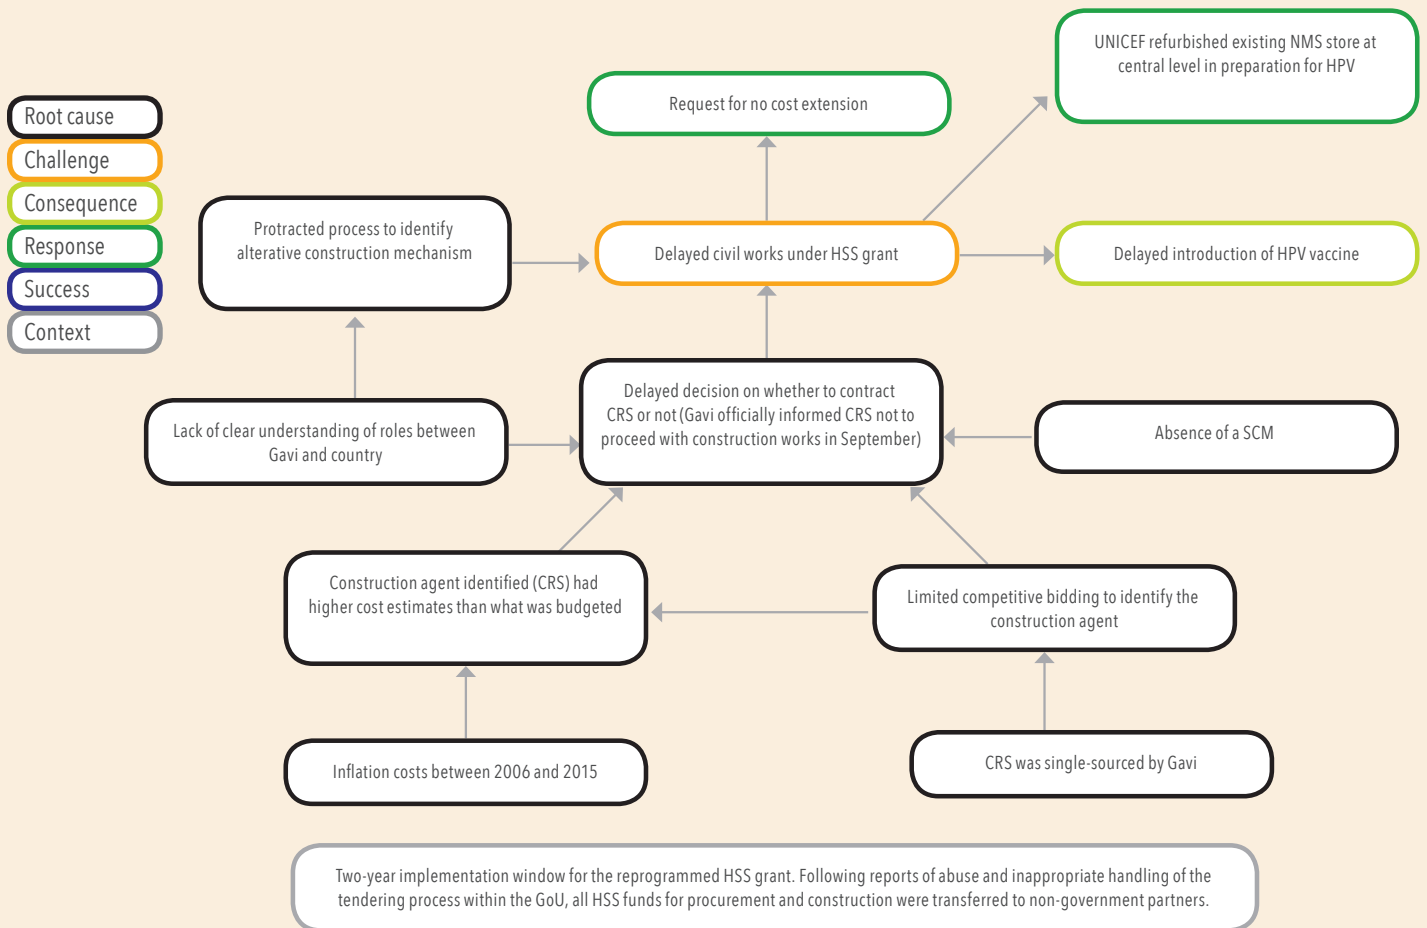 UNICEF refurbished existing NMS store at
central level in preparation for HPV
Request for no cost extension
Root cause
Challenge
Consequence
Response
Success
Context
Protracted process to identify
alterative construction mechanism
Delayed civil works under HSS grant
Delayed introduction of HPV vaccine
Lack of clear understanding of roles between
Gavi and country
Delayed decision on whether to contract
CRS or not (Gavi officially informed CRS not to
proceed with construction works in September)
Absence of a SCM
Construction agent identified (CRS) had
higher cost estimates than what was budgeted
Limited competitive bidding to identify the
construction agent
Inflation costs between 2006 and 2015
CRS was single-sourced by Gavi
Two-year implementation window for the reprogrammed HSS grant. Following reports of abuse and inappropriate handling of the
tendering process within the GoU, all HSS funds for procurement and construction were transferred to non-government partners.